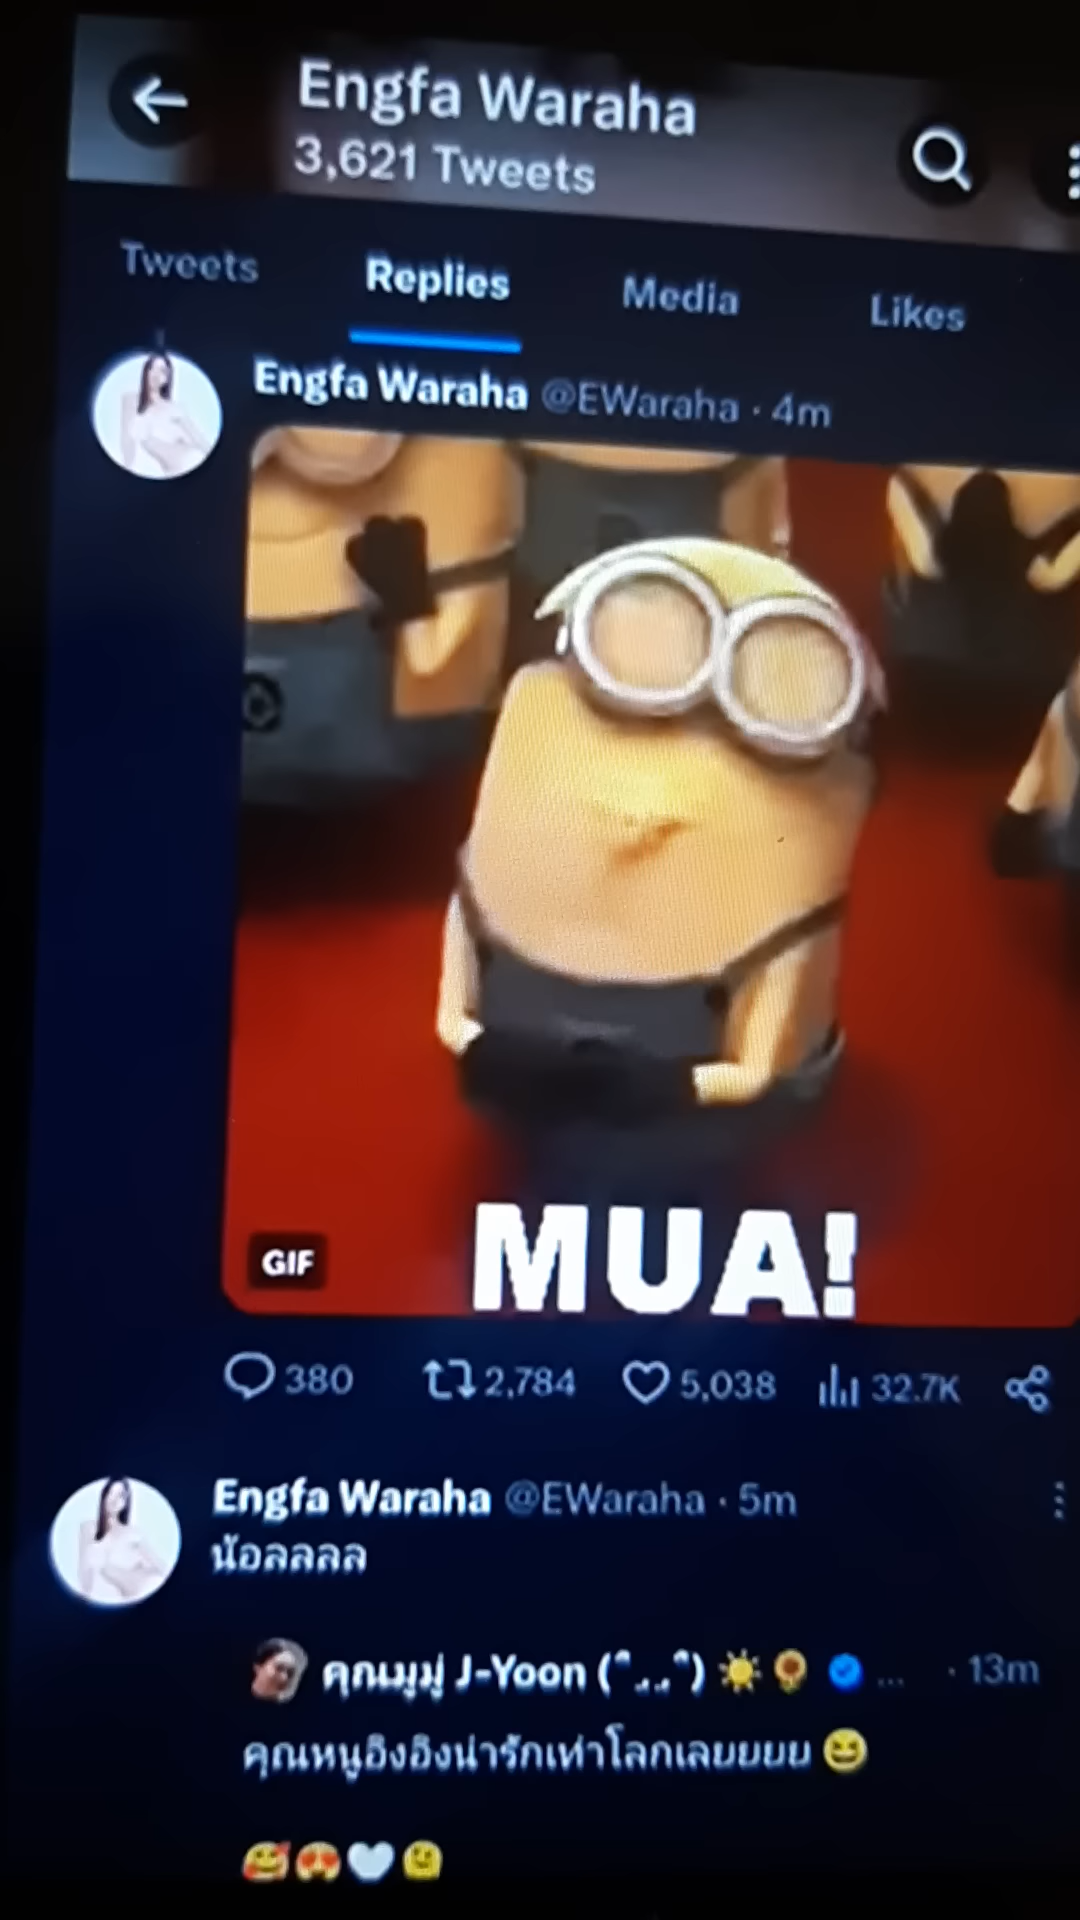 Engfa Waraha
3,621 Tweets
Tweets Replies Media Likes
Engfa Waraha @EWaraha · 4m
MUA!
GIF
380 2,784 5,038 32.7K
Engfa Waraha @EWaraha · 5m
น้อลลลล
คุณมูมู่ J-Yoon (՞ . . ՞) ☀️🌻 ... · 13m
คุณหนูอิงอิงน่ารักเท่าโลกเลยยยย 😆
🥰😍🤍🫠